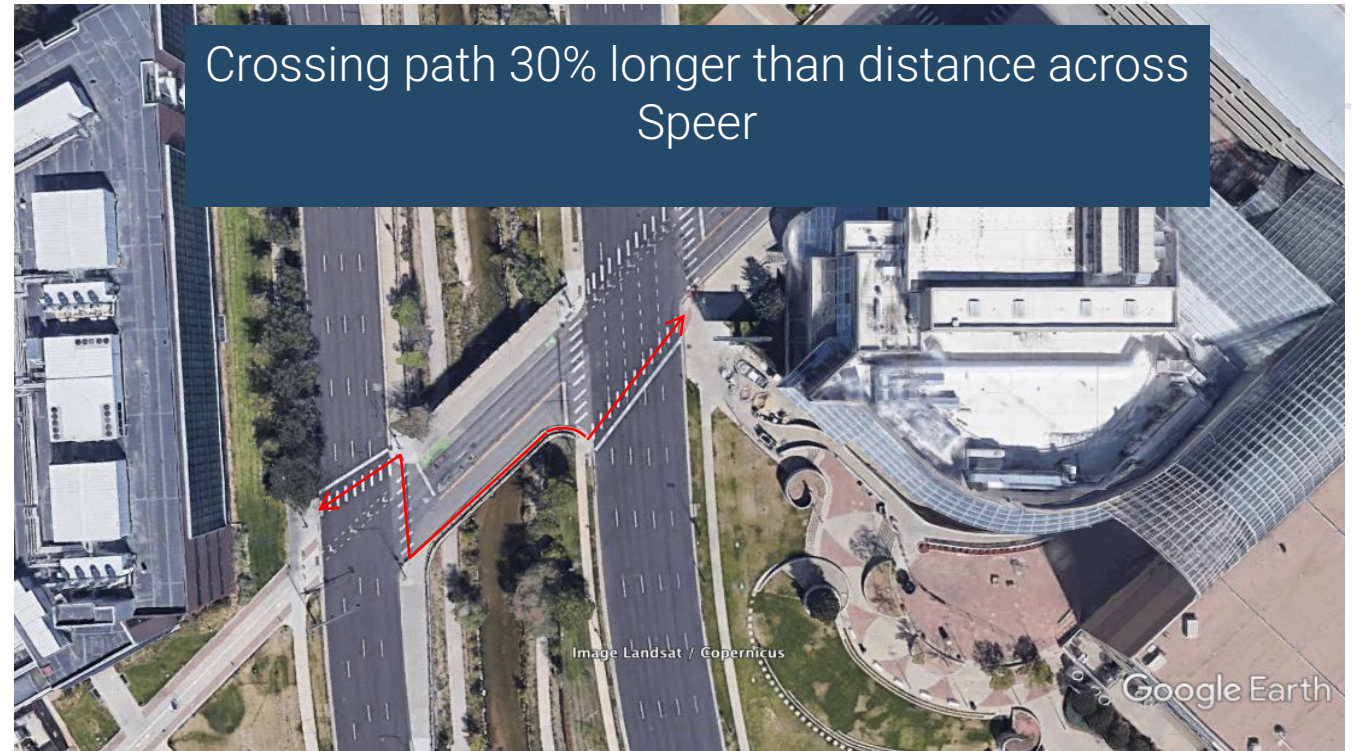 Crossing path 30% longer than distance across
Speer
Image Landsat / Copernicus
Google Earth